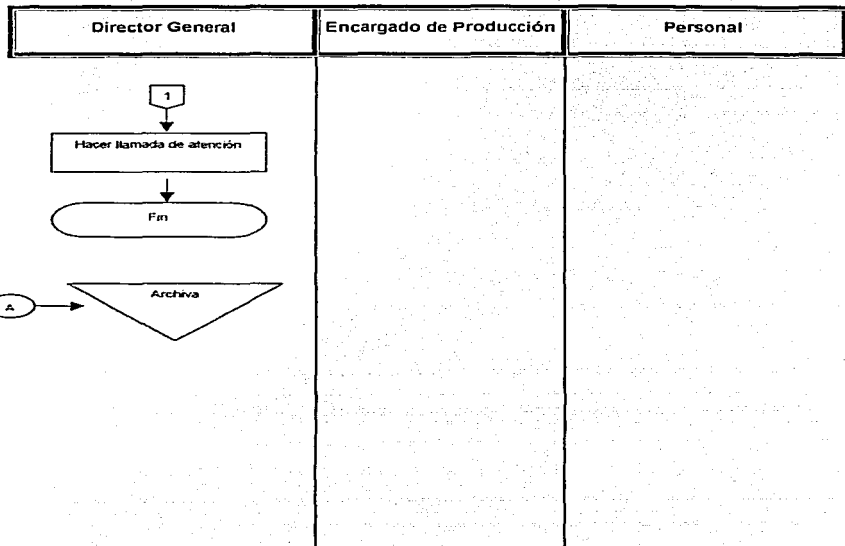 Director General
Encargado de Producción
Personal
1
Hacer llamada de atención
Fin
A
Archiva